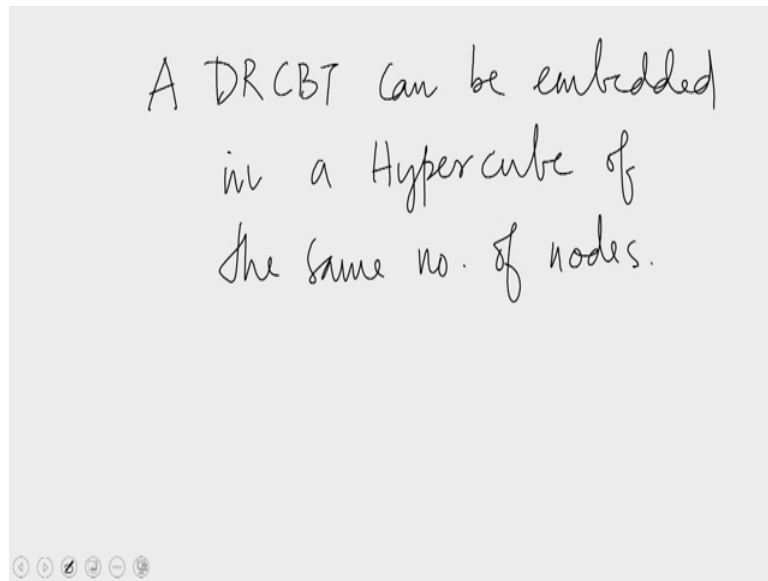 A DRCBT can be embedded
in a Hypercube of
the same no. of nodes.